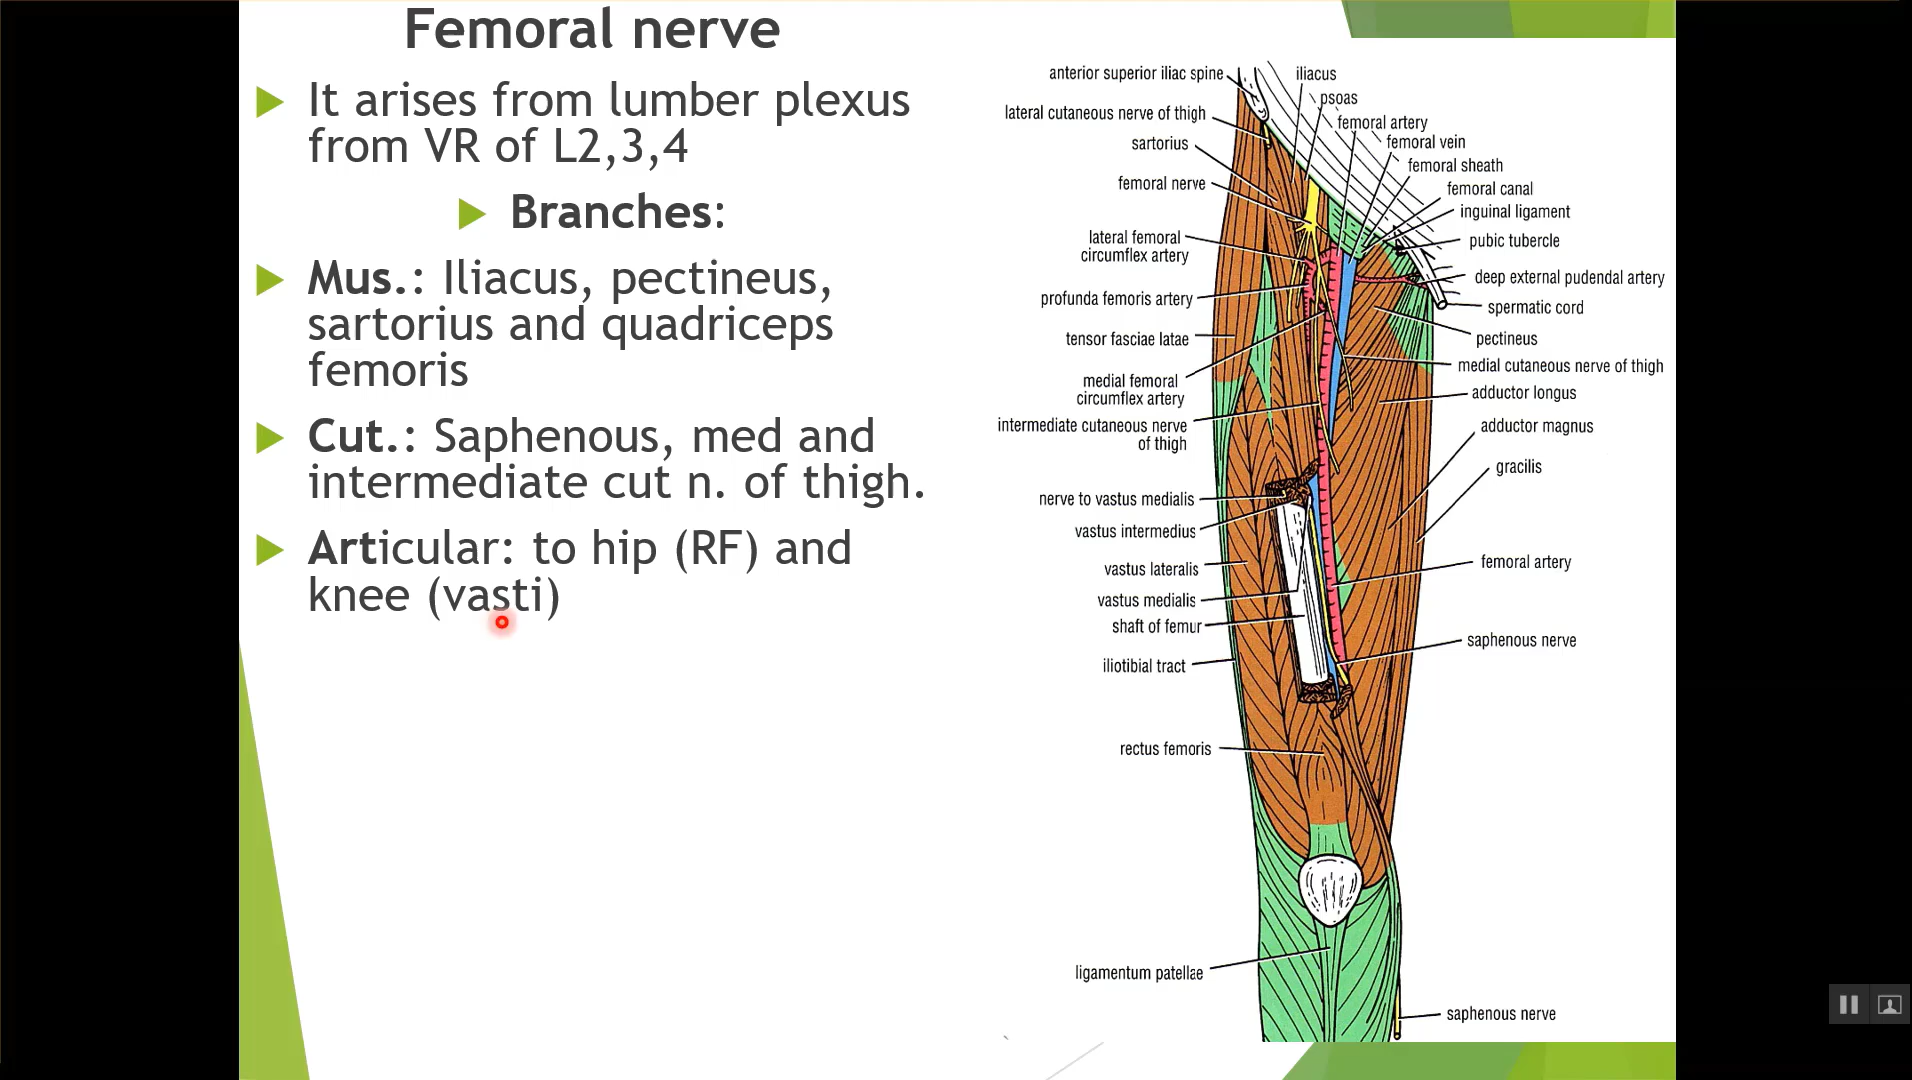 Femoral nerve
It arises from lumber plexus
from VR of L2,3,4
Branches:
Mus.: Iliacus, pectineus,
sartorius and quadriceps
femoris
Cut.: Saphenous, med and
intermediate cut n. of thigh.
Articular: to hip (RF) and
knee (vasti)
anterior superior iliac spine
lateral cutaneous nerve of thigh
sartorius
femoral nerve
lateral femoral
circumflex artery
profunda femoris artery
tensor fasciae latae
medial femoral
circumflex artery
intermediate cutaneous nerve
of thigh
nerve to vastus medialis
vastus intermedius
vastus lateralis
vastus medialis
shaft of femur
iliotibial tract
rectus femoris
ligamentum patellae
iliacus
psoas
femoral artery
femoral vein
femoral sheath
femoral canal
inguinal ligament
pubic tubercle
deep external pudendal artery
spermatic cord
pectineus
medial cutaneous nerve of thigh
adductor longus
adductor magnus
gracilis
femoral artery
saphenous nerve
saphenous nerve